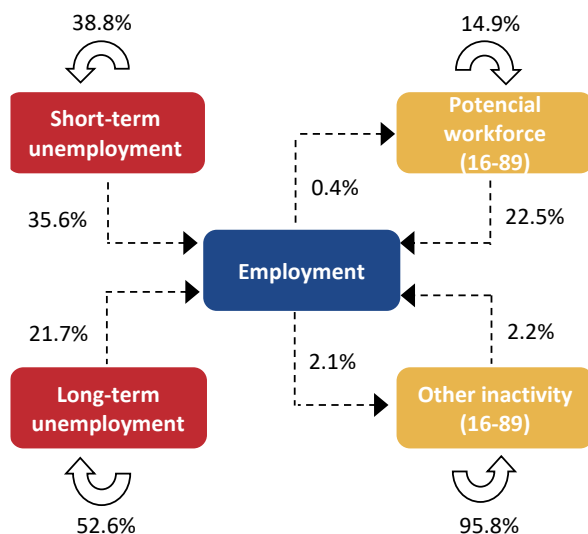 38.8%
14.9%
Short-term
unemployment
Potencial
workforce
(16-89)
0.4%
35.6%
22.5%
Employment
21.7%
2.1%
2.2%
Long-term
unemployment
Other inactivity
(16-89)
52.6%
95.8%